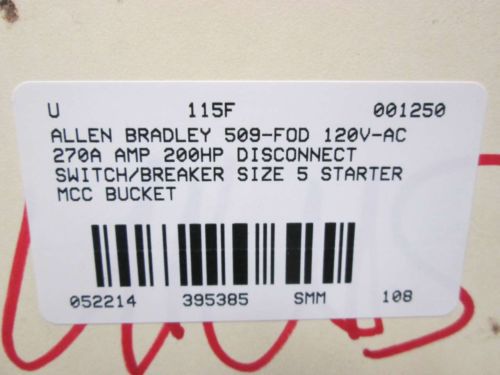 U 115F 001250
ALLEN BRADLEY 509-FOD 120V-AC
270A AMP 200HP DISCONNECT
SWITCH/BREAKER SIZE 5 STARTER
MCC BUCKET
052214 395385 SMM 108